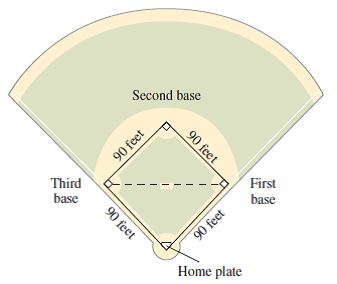 Second base
90 feet
90 feet
Third
base
First
base
90 feet
90 feet
Home plate